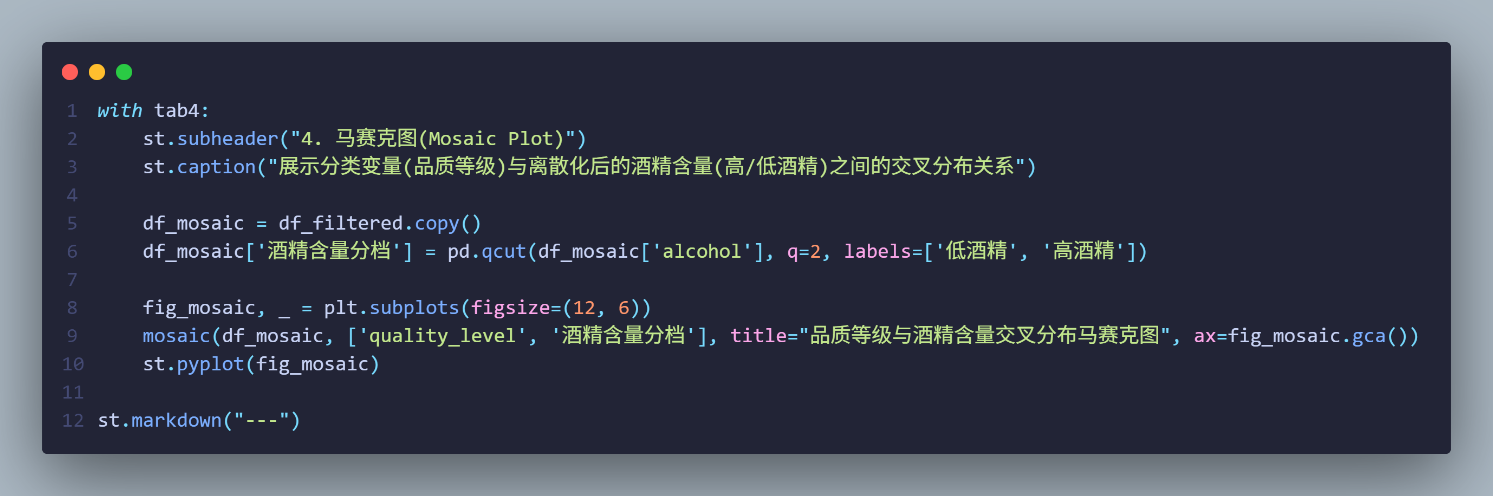 1 with tab4:
2     st.subheader("4. 马赛克图(Mosaic Plot)")
3     st.caption("展示分类变量(品质等级)与离散化后的酒精含量(高/低酒精)之间的交叉分布关系")
4
5     df_mosaic = df_filtered.copy()
6     df_mosaic['酒精含量分档'] = pd.qcut(df_mosaic['alcohol'], q=2, labels=['低酒精', '高酒精'])
7
8     fig_mosaic, _ = plt.subplots(figsize=(12, 6))
9     mosaic(df_mosaic, ['quality_level', '酒精含量分档'], title="品质等级与酒精含量交叉分布马赛克图", ax=fig_mosaic.gca())
10     st.pyplot(fig_mosaic)
11
12 st.markdown("---")